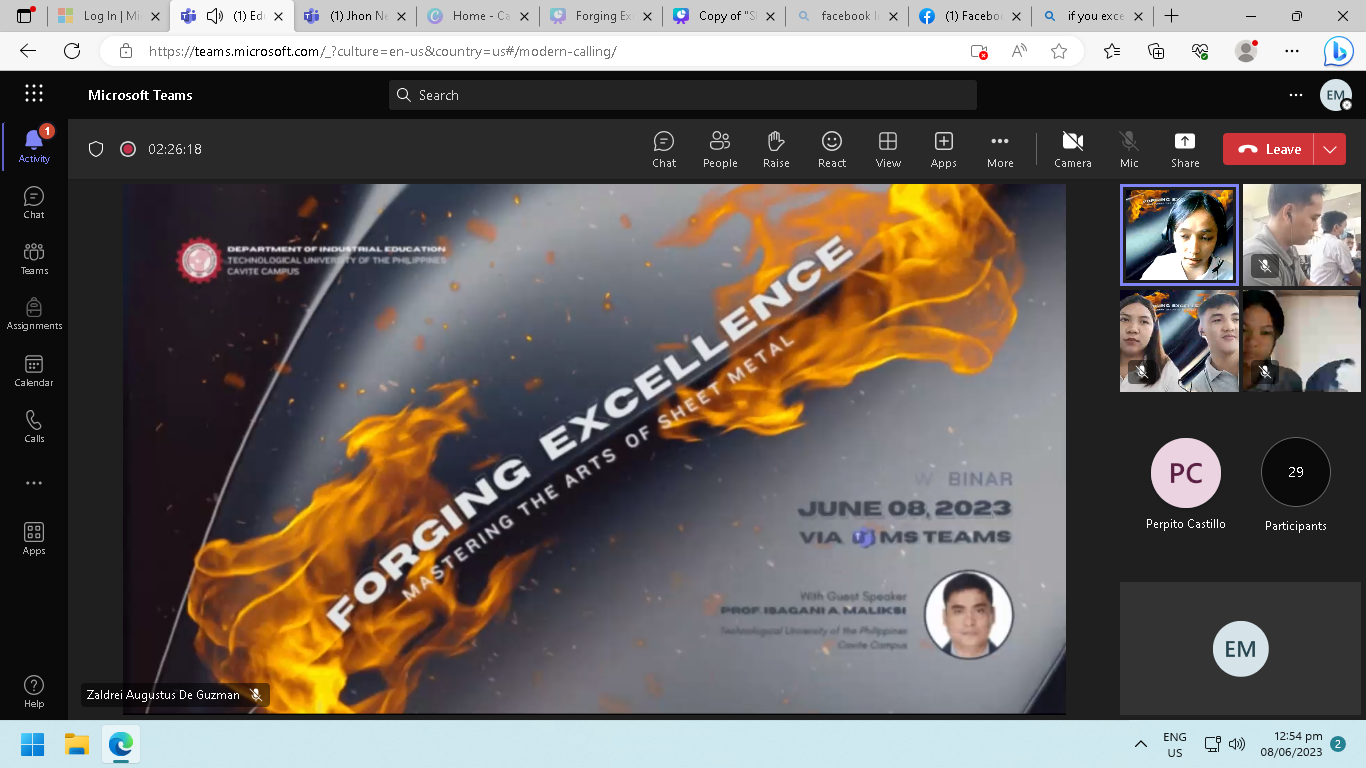 Log In | Mi
(1) Ed
(1) Jhon Ne
Home - Ca
Forging Ex
Copy of "S
facebook l
(1) Facebo
if you exce
https://teams.microsoft.com/_?culture=en-us&country=us#/modern-calling/
Microsoft Teams
Search
EM
1
Activity
Chat
Teams
Assignments
Calendar
Calls
Apps
Help
02:26:18
Chat
People
Raise
React
View
Apps
More
Camera
Mic
Share
Leave
DEPARTMENT OF INDUSTRIAL EDUCATION
TECHNOLOGICAL UNIVERSITY OF THE PHILIPPINES
CAVITE CAMPUS
FORGING EXCELLENCE
MASTERING THE ARTS OF SHEET METAL
W BINAR
JUNE 08, 2023
VIA MS TEAMS
With Guest Speaker
PROF. ISAGANI A. MALIKSI
Technological University of the Philippines
Cavite Campus
Zaldrei Augustus De Guzman
PC
Perpito Castillo
29
Participants
EM
ENG
US
12:54 pm
08/06/2023
2